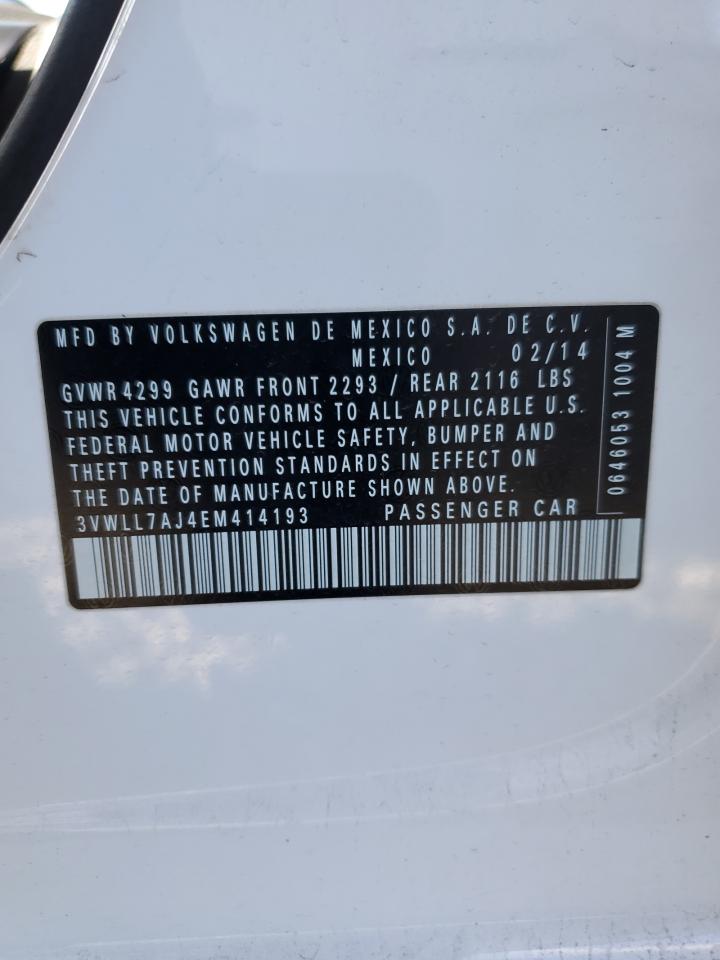 MFD BY VOLKSWAGEN DE MEXICO S.A. DE C.V.
MEXICO 02/14
GVWR 4299 GAWR FRONT 2293 / REAR 2116 LBS
THIS VEHICLE CONFORMS TO ALL APPLICABLE U.S.
FEDERAL MOTOR VEHICLE SAFETY, BUMPER AND
THEFT PREVENTION STANDARDS IN EFFECT ON
THE DATE OF MANUFACTURE SHOWN ABOVE.
3VWLL7AJ4EM414193 PASSENGER CAR
0646053 1004 M